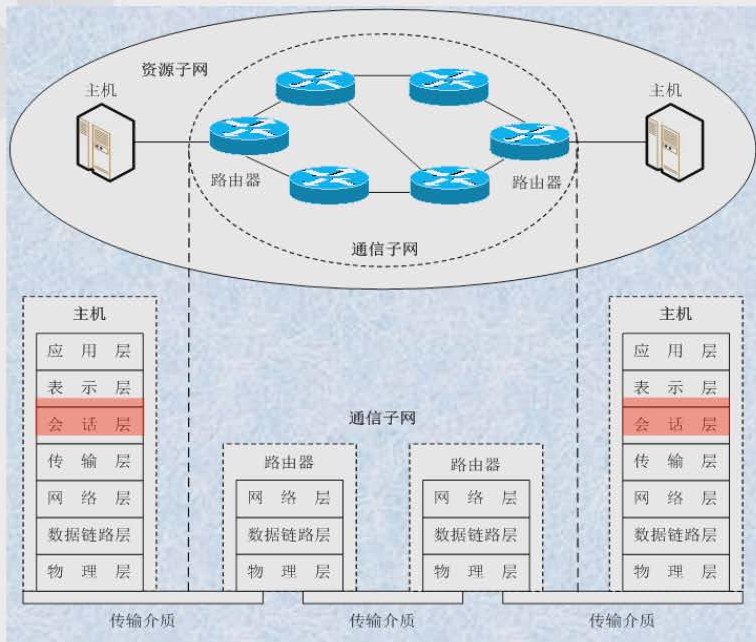 资源子网
主机
主机
路由器
路由器
通信子网
主机
应用层
表示层
会话层
传输层
网络层
数据链路层
物理层
通信子网
路由器
网络层
数据链路层
物理层
路由器
网络层
数据链路层
物理层
主机
应用层
表示层
会话层
传输层
网络层
数据链路层
物理层
传输介质
传输介质
传输介质